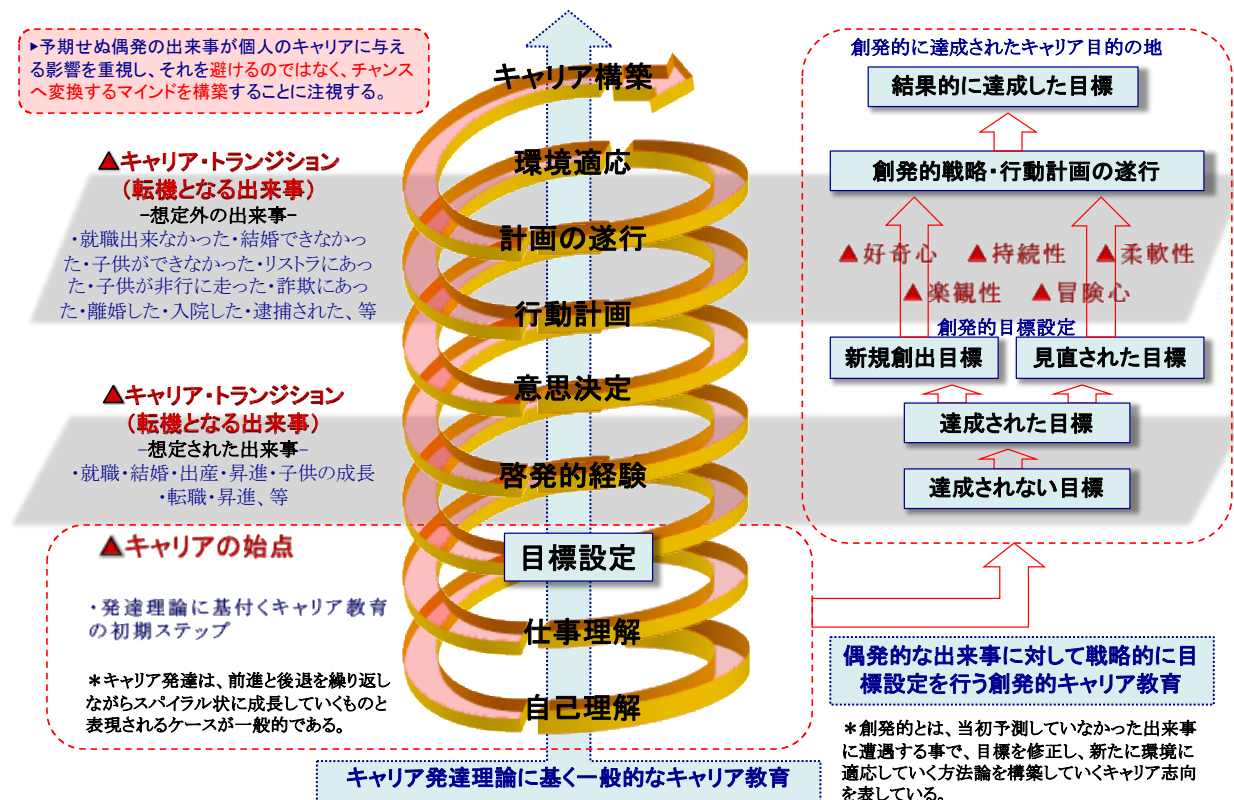 ▶予期せぬ偶発の出来事が個人のキャリアに与え
る影響を重視し、それを避けるのではなく、チャンス
へ変換するマインドを構築することに注視する。
▲キャリア・トランジション
（転機となる出来事）
−想定外の出来事−
・就職出来なかった・結婚できなかっ
た・子供ができなかった・リストラにあっ
た・子供が非行に走った・詐欺にあっ
た・離婚した・入院した・逮捕された、等
▲キャリア・トランジション
（転機となる出来事）
−想定された出来事−
・就職・結婚・出産・昇進・子供の成長
・転職・昇進、等
▲キャリアの始点
・発達理論に基付くキャリア教育
の初期ステップ
＊キャリア発達は、前進と後退を繰り返し
ながらスパイラル状に成長していくものと
表現されるケースが一般的である。
キャリア構築
環境適応
計画の遂行
行動計画
意思決定
啓発的経験
目標設定
仕事理解
自己理解
キャリア発達理論に基く一般的なキャリア教育
創発的に達成されたキャリア目的の地
結果的に達成した目標
創発的戦略・行動計画の遂行
▲好奇心 ▲持続性 ▲柔軟性
▲楽観性 ▲冒険心
創発的目標設定
新規創出目標
見直された目標
達成された目標
達成されない目標
偶発的な出来事に対して戦略的に目
標設定を行う創発的キャリア教育
＊創発的とは、当初予測していなかった出来事
に遭遇する事で、目標を修正し、新たに環境に
適応していく方法論を構築していくキャリア志向
を表している。